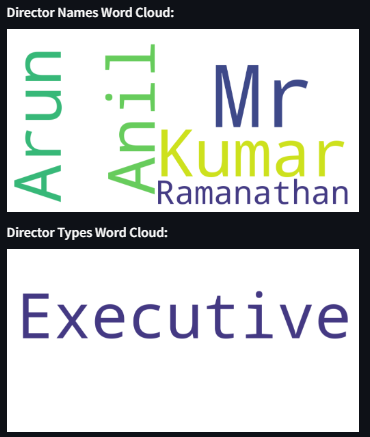 Director Names Word Cloud:
Arun
Anil
Mr
Kumar
Ramanathan
Director Types Word Cloud:
Executive